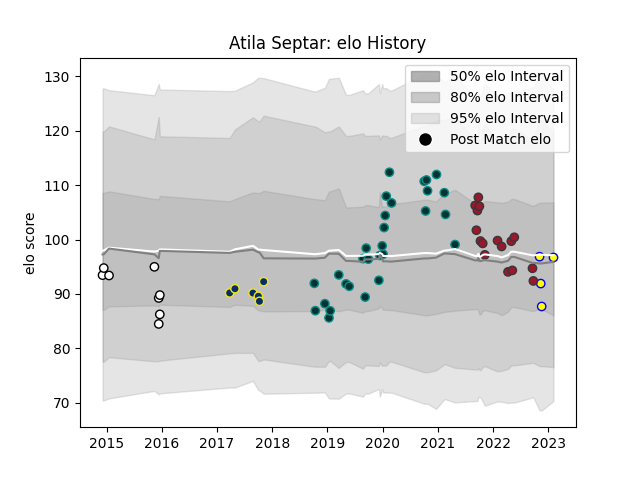 Atila Septar: elo History
130
120
110
100
90
80
70
elo score
50% elo Interval
80% elo Interval
95% elo Interval
Post Match elo
2015 2016 2017 2018 2019 2020 2021 2022 2023